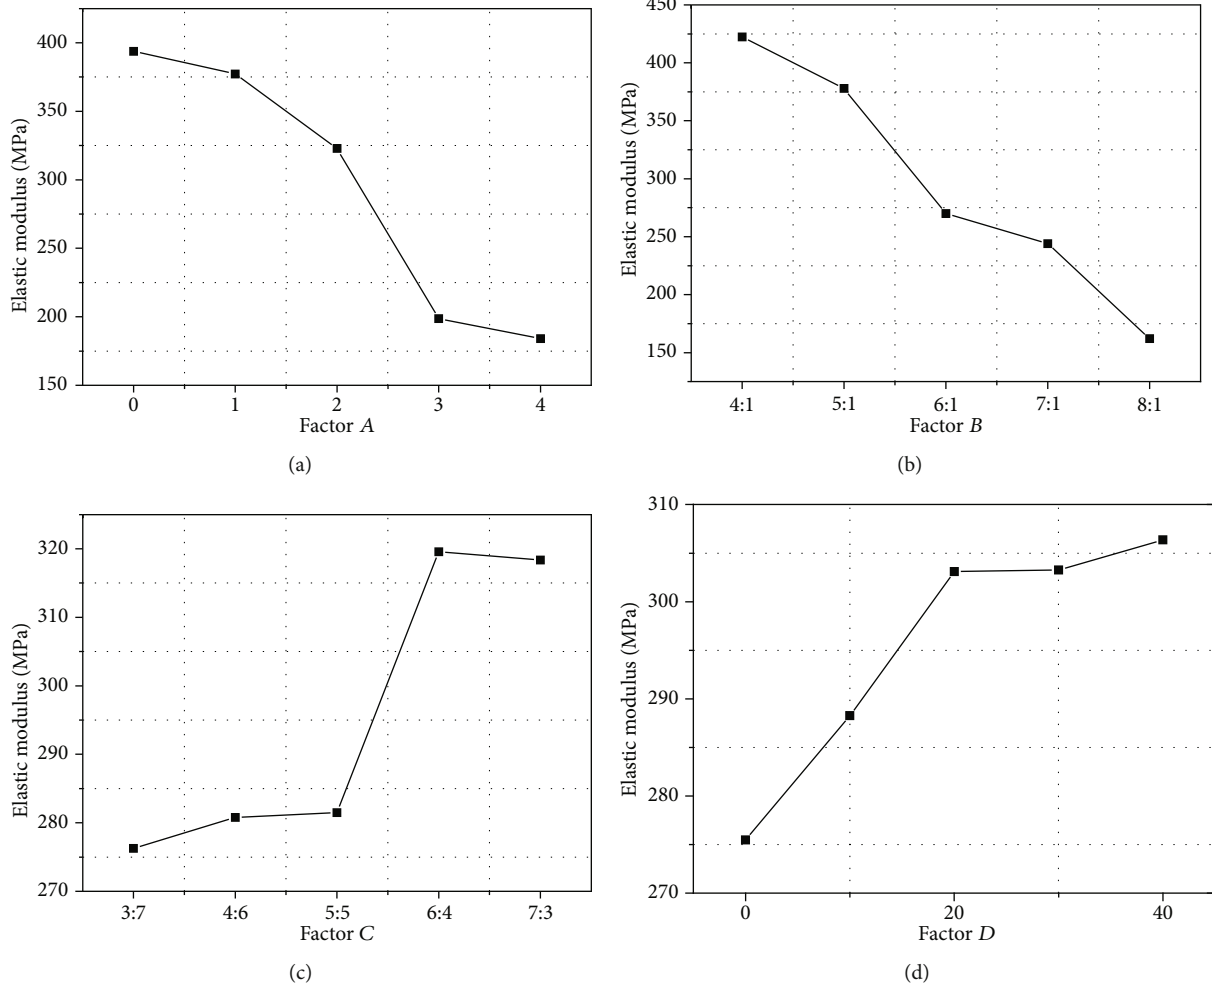 400
350
300
250
200
150
Elastic modulus (MPa)
0 1 2 3 4
Factor A
(a)
450
400
350
300
250
200
150
Elastic modulus (MPa)
4:1 5:1 6:1 7:1 8:1
Factor B
(b)
320
310
300
290
280
270
Elastic modulus (MPa)
3:7 4:6 5:5 6:4 7:3
Factor C
(c)
310
300
290
280
270
Elastic modulus (MPa)
0 20 40
Factor D
(d)